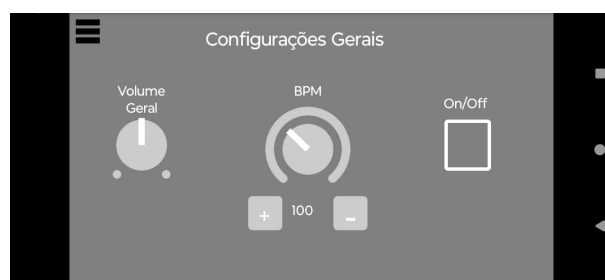 Configurações Gerais
Volume
Geral
BPM
On/Off
+ 100 -